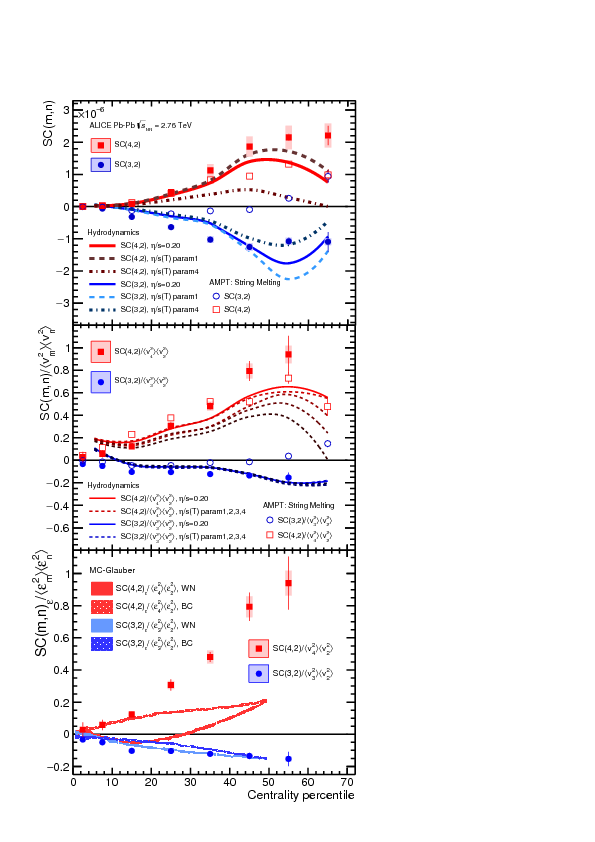 ×10⁻⁶
SC(m,n)
3
2
1
0
−1
−2
−3
ALICE Pb-Pb √sNN = 2.76 TeV
SC(4,2)
SC(3,2)
Hydrodynamics
SC(4,2), η/s=0.20
SC(4,2), η/s(T) param1
SC(4,2), η/s(T) param4
SC(3,2), η/s=0.20
SC(3,2), η/s(T) param1
SC(3,2), η/s(T) param4
AMPT: String Melting
SC(3,2)
SC(4,2)
SC(m,n)/⟨v²m⟩⟨v²n⟩
1
0.8
0.6
0.4
0.2
0
−0.2
−0.4
−0.6
SC(4,2)/⟨v²4⟩⟨v²2⟩
SC(3,2)/⟨v²3⟩⟨v²2⟩
Hydrodynamics
SC(4,2)/⟨v²4⟩⟨v²2⟩, η/s=0.20
SC(4,2)/⟨v²4⟩⟨v²2⟩, η/s(T) param1,2,3,4
SC(3,2)/⟨v²3⟩⟨v²2⟩, η/s=0.20
SC(3,2)/⟨v²3⟩⟨v²2⟩, η/s(T) param1,2,3,4
AMPT: String Melting
SC(3,2)/⟨v²3⟩⟨v²2⟩
SC(4,2)/⟨v²4⟩⟨v²2⟩
SC(m,n)ε/⟨ε²m⟩⟨ε²n⟩
1
0.8
0.6
0.4
0.2
0
−0.2
MC-Glauber
SC(4,2)ε/⟨ε²4⟩⟨ε²2⟩, WN
SC(4,2)ε/⟨ε²4⟩⟨ε²2⟩, BC
SC(3,2)ε/⟨ε²3⟩⟨ε²2⟩, WN
SC(3,2)ε/⟨ε²3⟩⟨ε²2⟩, BC
SC(4,2)/⟨v²4⟩⟨v²2⟩
SC(3,2)/⟨v²3⟩⟨v²2⟩
0 10 20 30 40 50 60 70
Centrality percentile